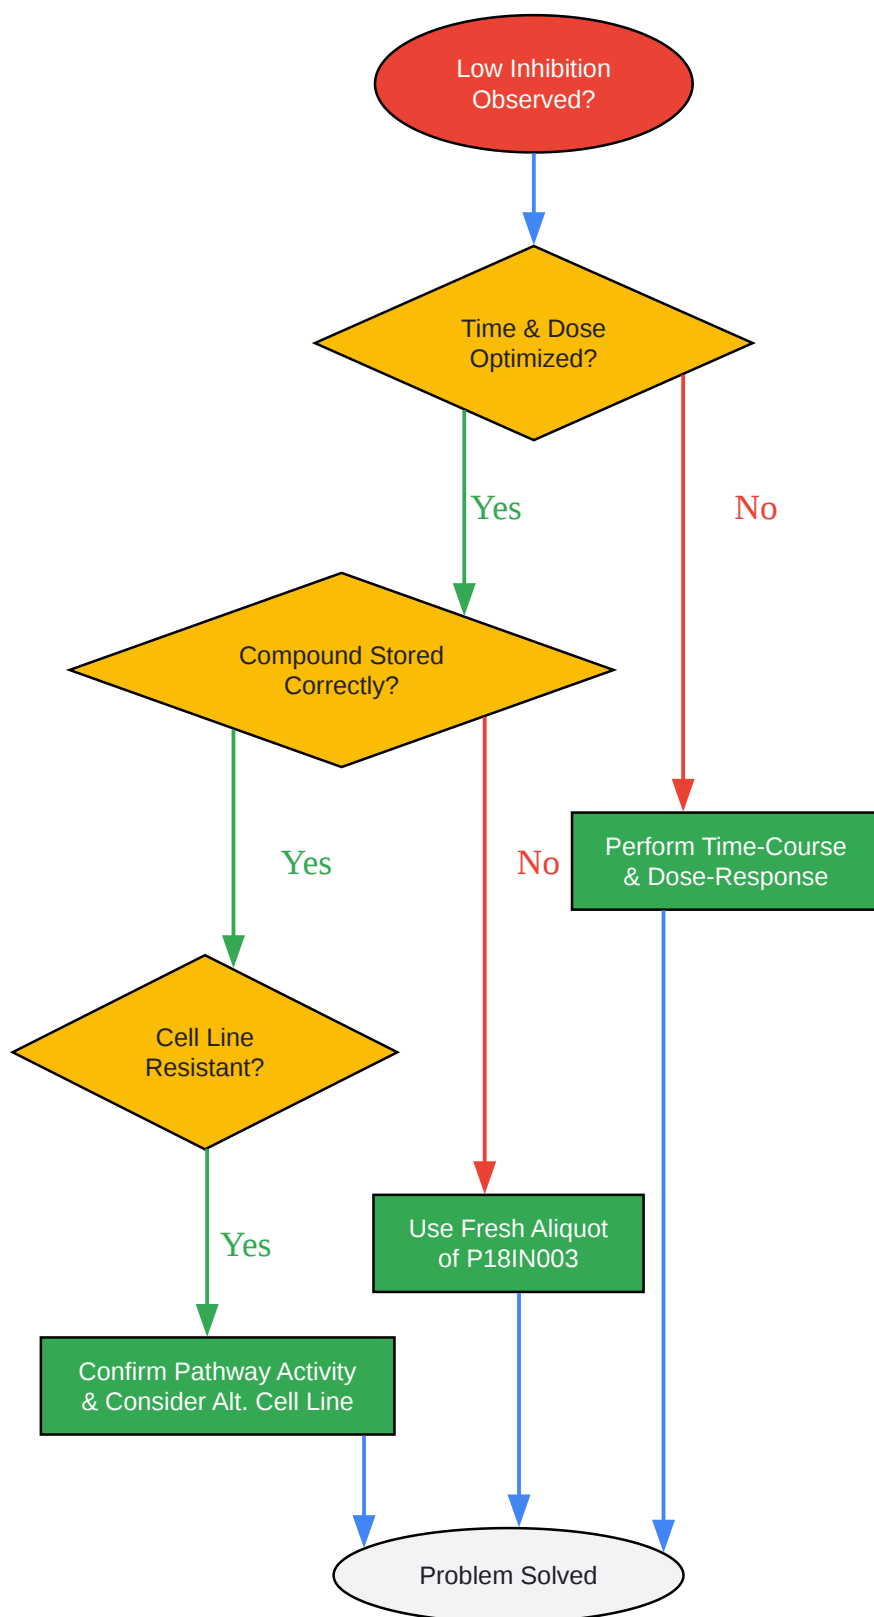 Low Inhibition
Observed?
Time & Dose
Optimized?
Yes
No
Compound Stored
Correctly?
Yes
No
Perform Time-Course
& Dose-Response
Cell Line
Resistant?
Yes
Use Fresh Aliquot
of P18IN003
Confirm Pathway Activity
& Consider Alt. Cell Line
Problem Solved